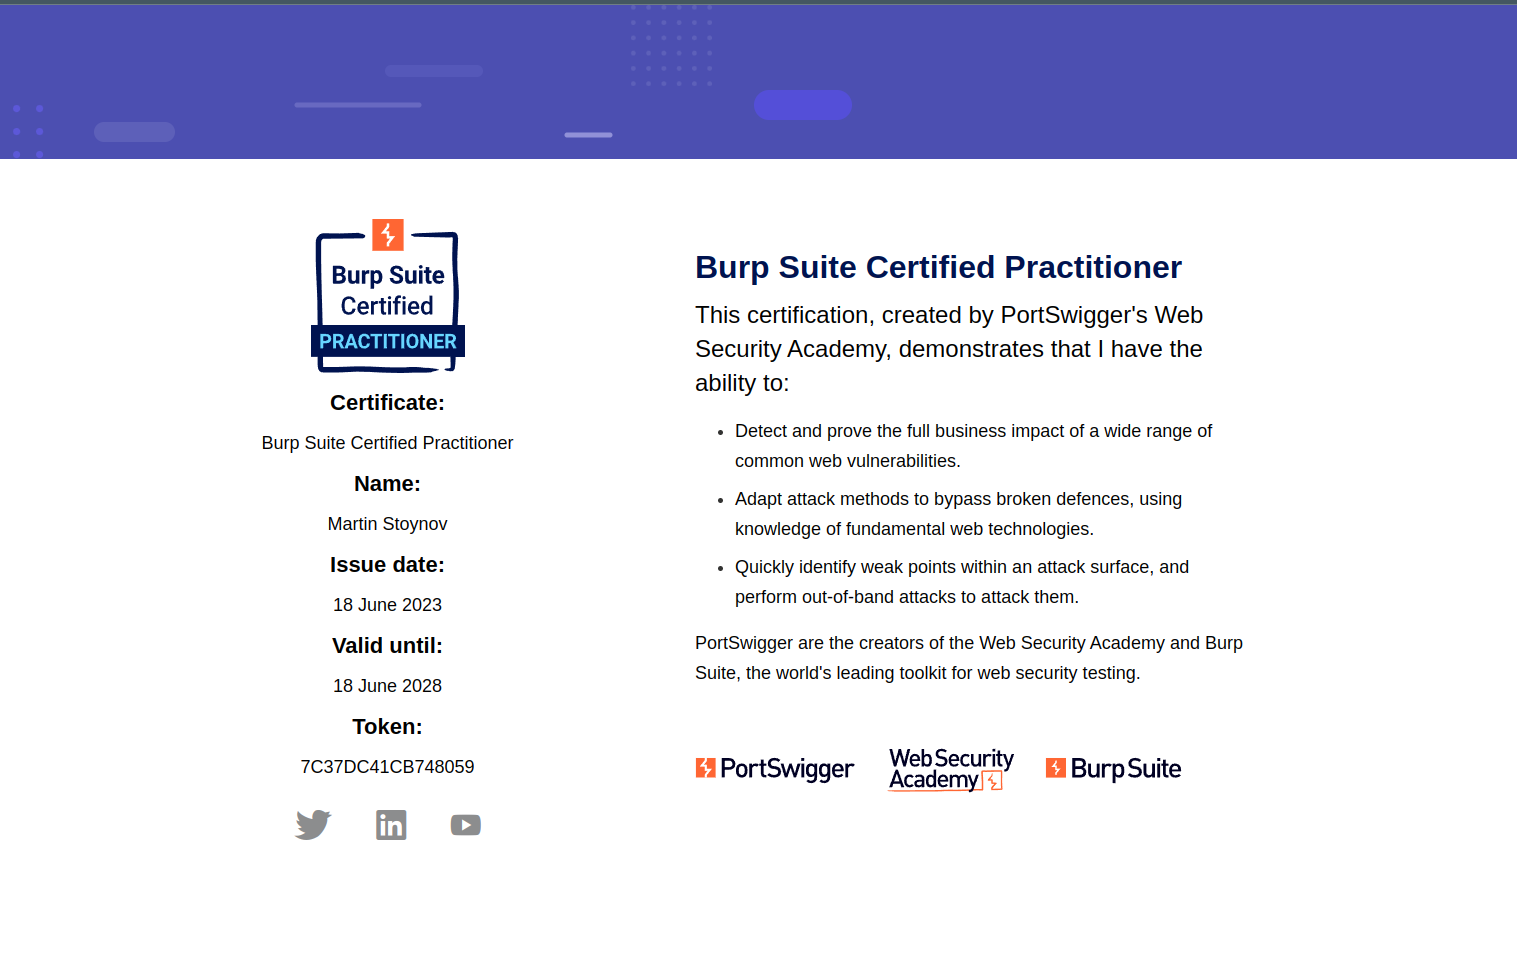 Burp Suite
Certified
PRACTITIONER
Certificate:
Burp Suite Certified Practitioner
Name:
Martin Stoynov
Issue date:
18 June 2023
Valid until:
18 June 2028
Token:
7C37DC41CB748059
in
Burp Suite Certified Practitioner
This certification, created by PortSwigger's Web
Security Academy, demonstrates that I have the
ability to:
• Detect and prove the full business impact of a wide range of
common web vulnerabilities.
• Adapt attack methods to bypass broken defences, using
knowledge of fundamental web technologies.
• Quickly identify weak points within an attack surface, and
perform out-of-band attacks to attack them.
PortSwigger are the creators of the Web Security Academy and Burp
Suite, the world's leading toolkit for web security testing.
PortSwigger
Web Security
Academy
Burp Suite